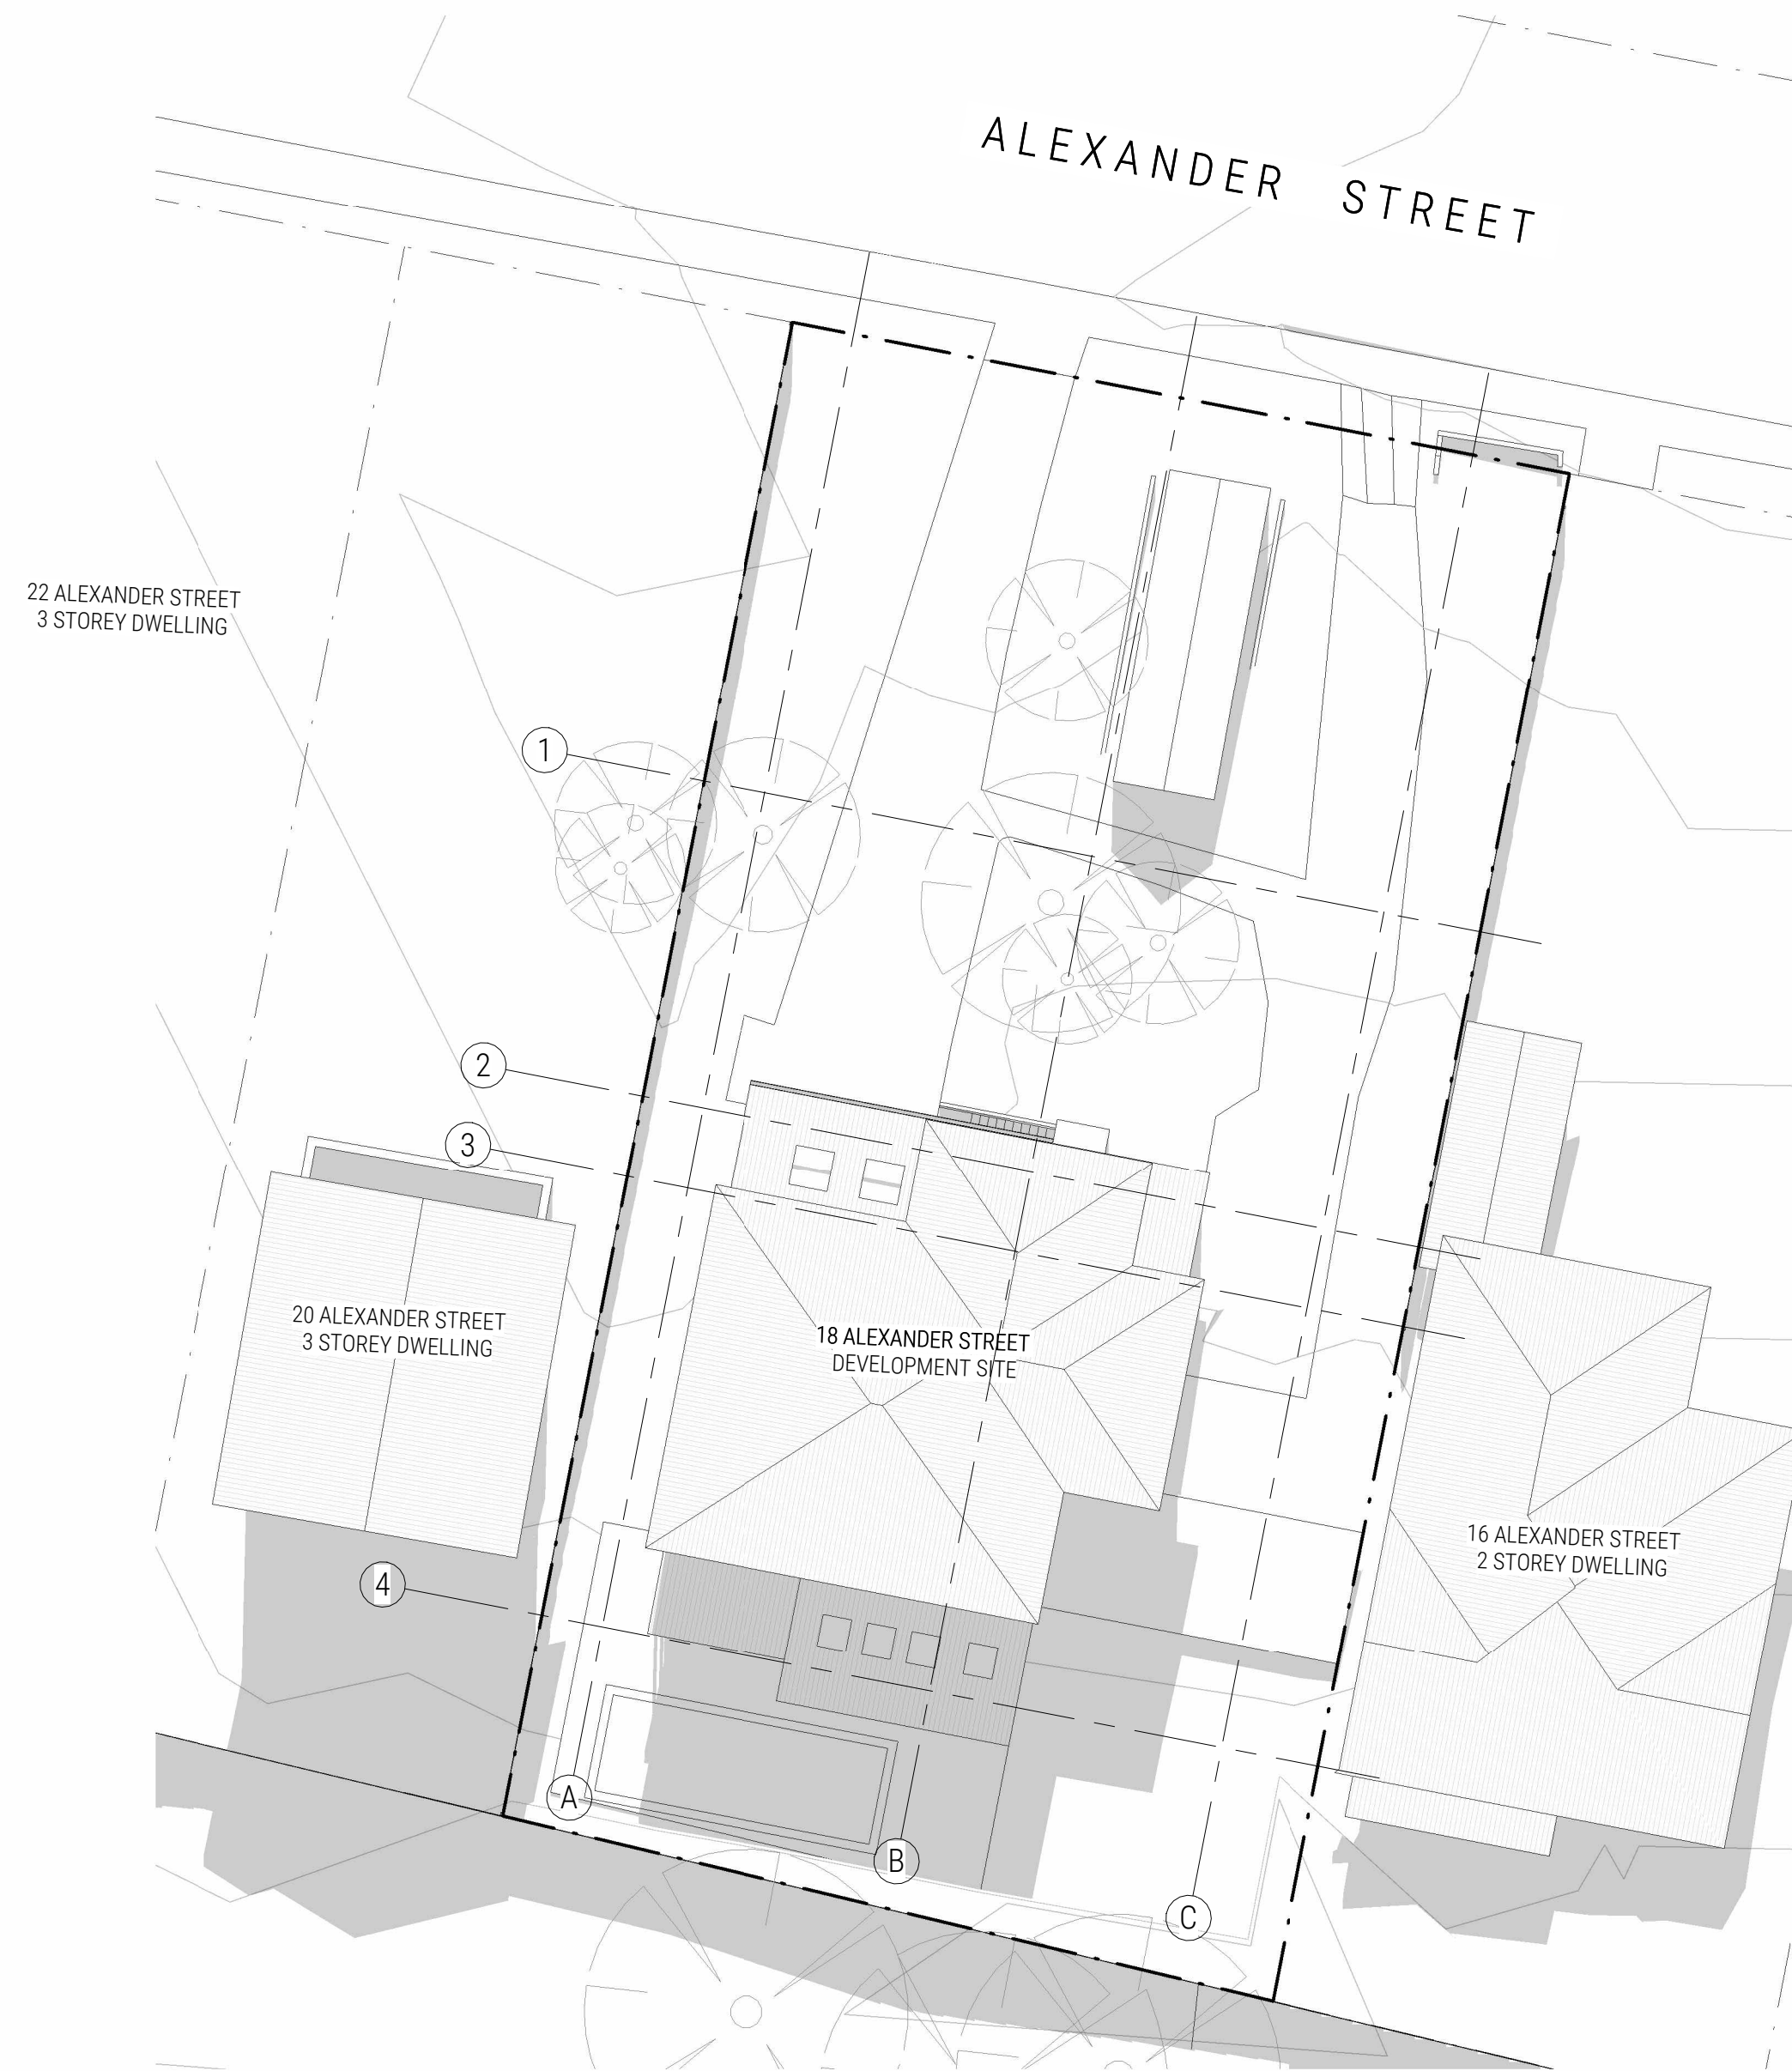 ALEXANDER STREET
22 ALEXANDER STREET
3 STOREY DWELLING
1
2
3
20 ALEXANDER STREET
3 STOREY DWELLING
18 ALEXANDER STREET
DEVELOPMENT SITE
16 ALEXANDER STREET
2 STOREY DWELLING
4
A
B
C